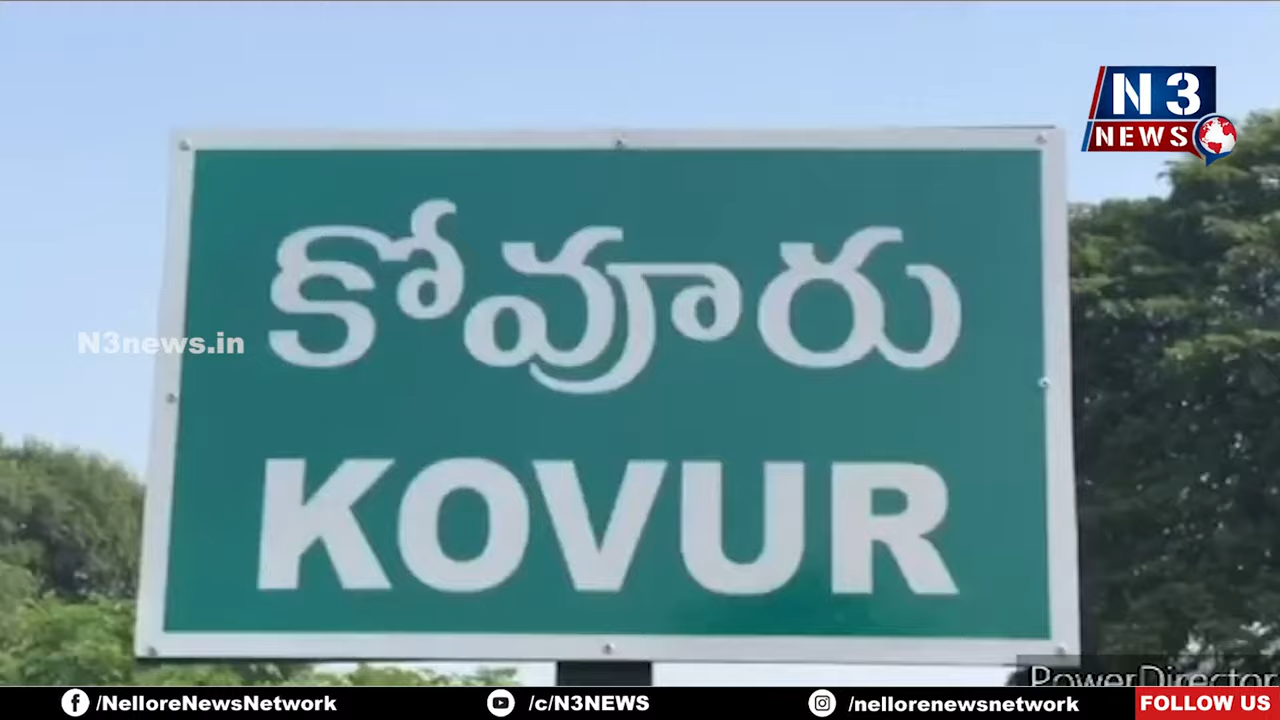 N3
NEWS
కోవూరు
N3news.in
KOVUR
PowerDirector
/NelloreNewsNetwork
/c/N3NEWS
/nellorenewsnetwork
FOLLOW US